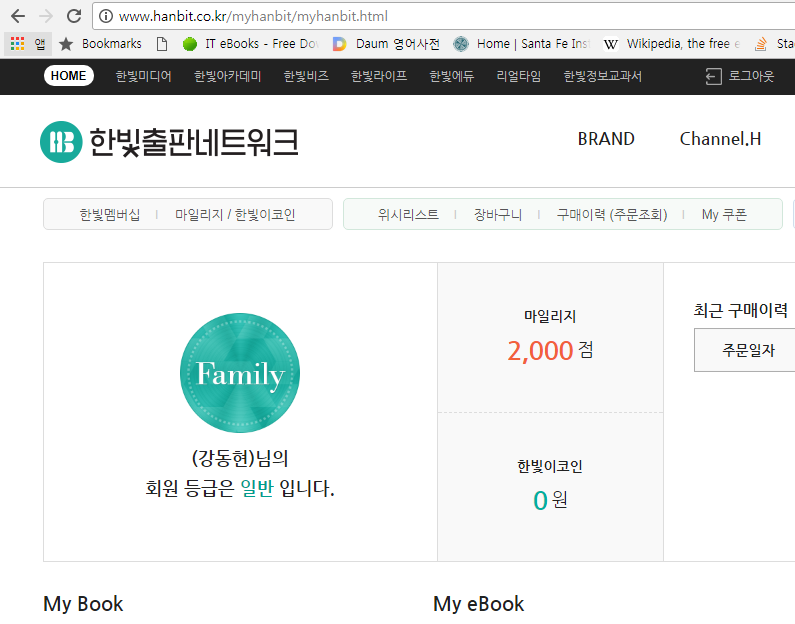 www.hanbit.co.kr/myhanbit/myhanbit.html
앱 Bookmarks IT eBooks - Free Do Daum 영어사전 Home | Santa Fe Ins W Wikipedia, the free e Sta
HOME 한빛미디어 한빛아카데미 한빛비즈 한빛라이프 한빛에듀 리얼타임 한빛정보교과서 로그아웃
한빛출판네트워크 BRAND Channel.H
한빛멤버십 | 마일리지 / 한빛이코인 위시리스트 | 장바구니 | 구매이력 (주문조회) | My 쿠폰
Family
(강동현)님의
회원 등급은 일반 입니다.
마일리지
2,000 점
한빛이코인
0 원
최근 구매이력
주문일자
My Book
My eBook